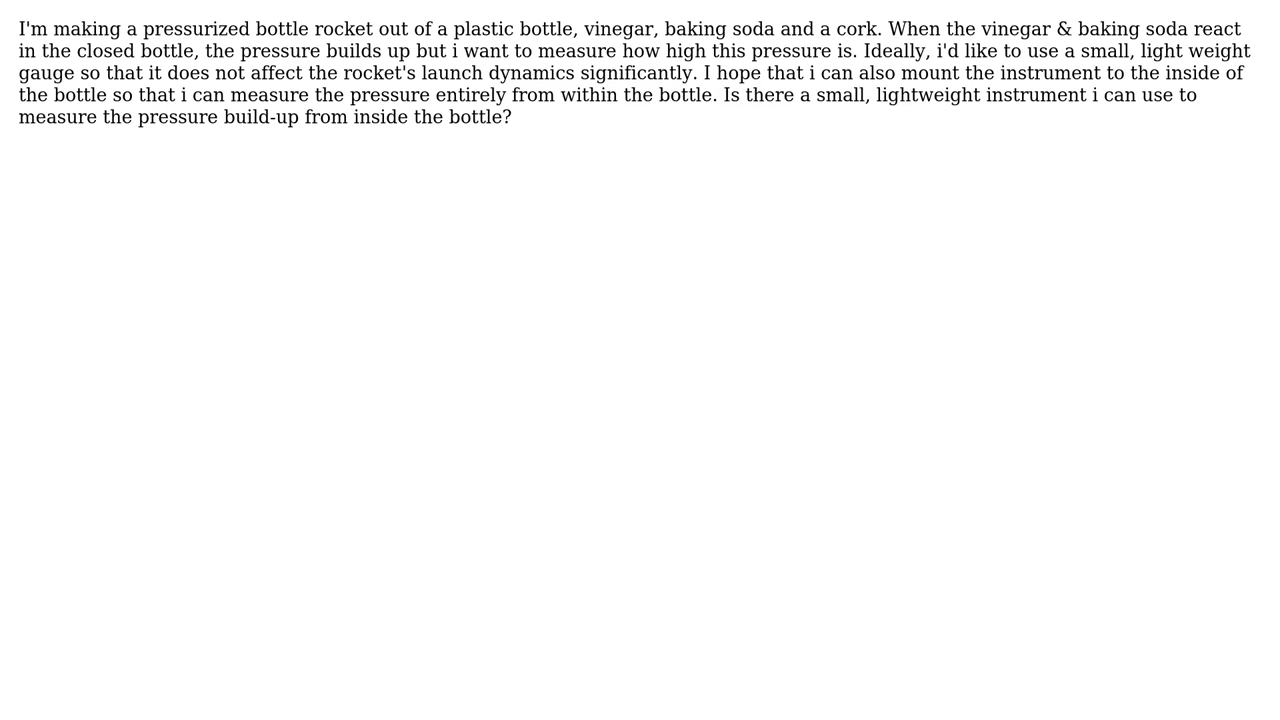 I'm making a pressurized bottle rocket out of a plastic bottle, vinegar, baking soda and a cork. When the vinegar & baking soda react
in the closed bottle, the pressure builds up but i want to measure how high this pressure is. Ideally, i'd like to use a small, light weight
gauge so that it does not affect the rocket's launch dynamics significantly. I hope that i can also mount the instrument to the inside of
the bottle so that i can measure the pressure entirely from within the bottle. Is there a small, lightweight instrument i can use to
measure the pressure build-up from inside the bottle?